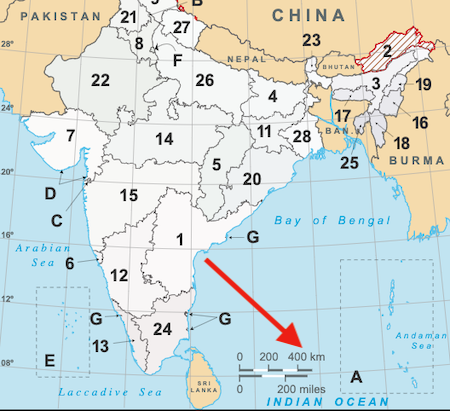 PAKISTAN
21
B
27
CHINA
28°
8
F
23
NEPAL
BHUTAN
2
22
26
3
19
24°
4
7
14
11
28
17
BAN.
16
18
BURMA
20°
D
C
15
5
20
25
Bay of Bengal
G
1
16°
Arabian
Sea
6
12
12°
G
24
G
13
E
08°
Laccadive Sea
SRI
LANKA
0 200 400 km
0 200 miles
Andaman
Sea
A
INDIAN OCEAN